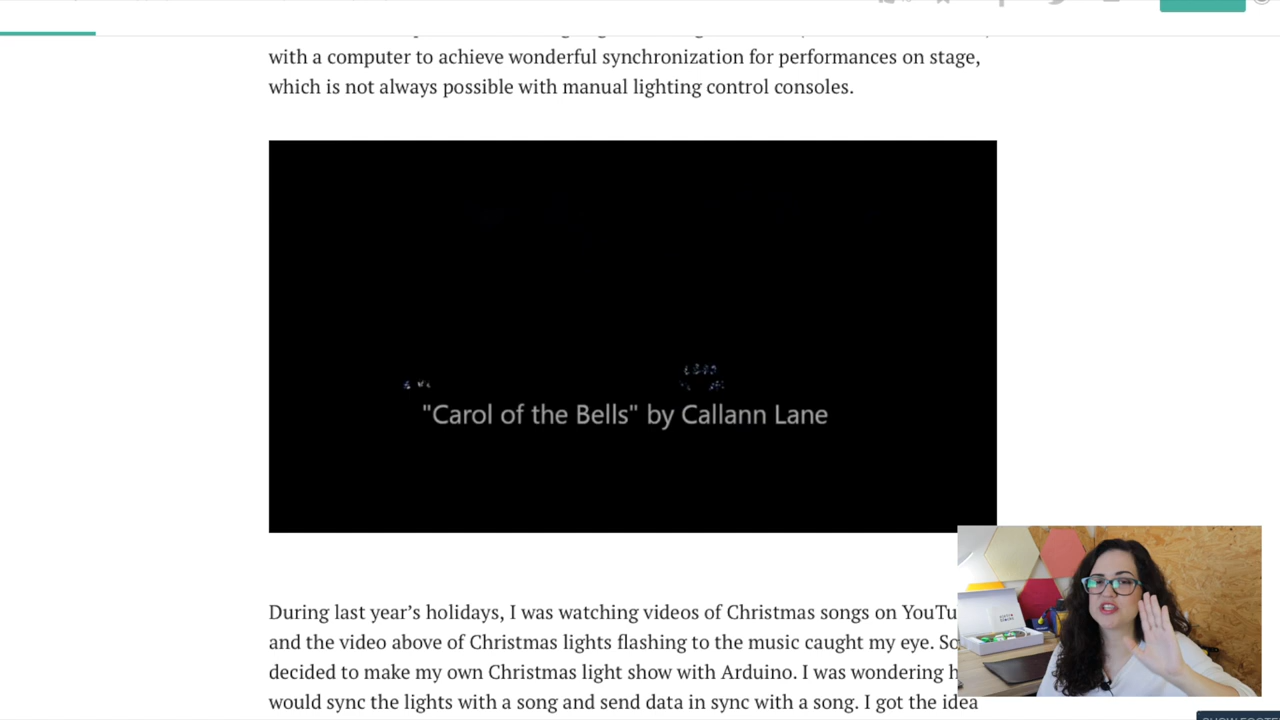 with a computer to achieve wonderful synchronization for performances on stage,
which is not always possible with manual lighting control consoles.
"Carol of the Bells" by Callann Lane
During last year’s holidays, I was watching videos of Christmas songs on YouTu
and the video above of Christmas lights flashing to the music caught my eye. So
decided to make my own Christmas light show with Arduino. I was wondering h
would sync the lights with a song and send data in sync with a song. I got the idea